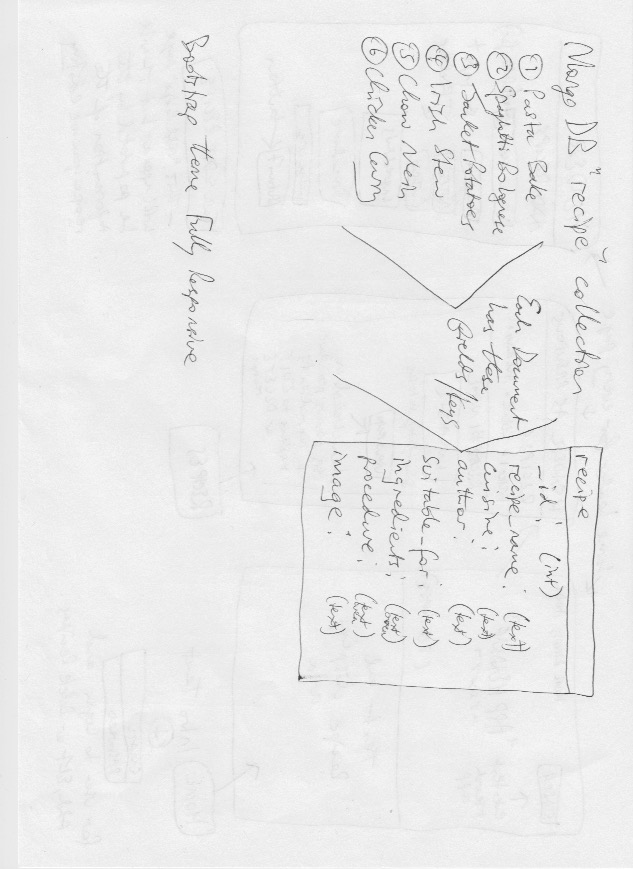 Mongo DB "recipe" collection
① Pasta Bake
② Spaghetti Bolognese
③ Jacket Potatoes
④ Irish Stew
⑤ Chow Mein
⑥ Chicken Curry
Each Document
has these
fields/keys
recipe
_id: (int)
recipe_name: (text)
cuisine: (text)
author: (text)
suitable_for: (text)
ingredients: (text area)
procedure: (text area)
image: (text)
Bootstrap theme Fully Responsive